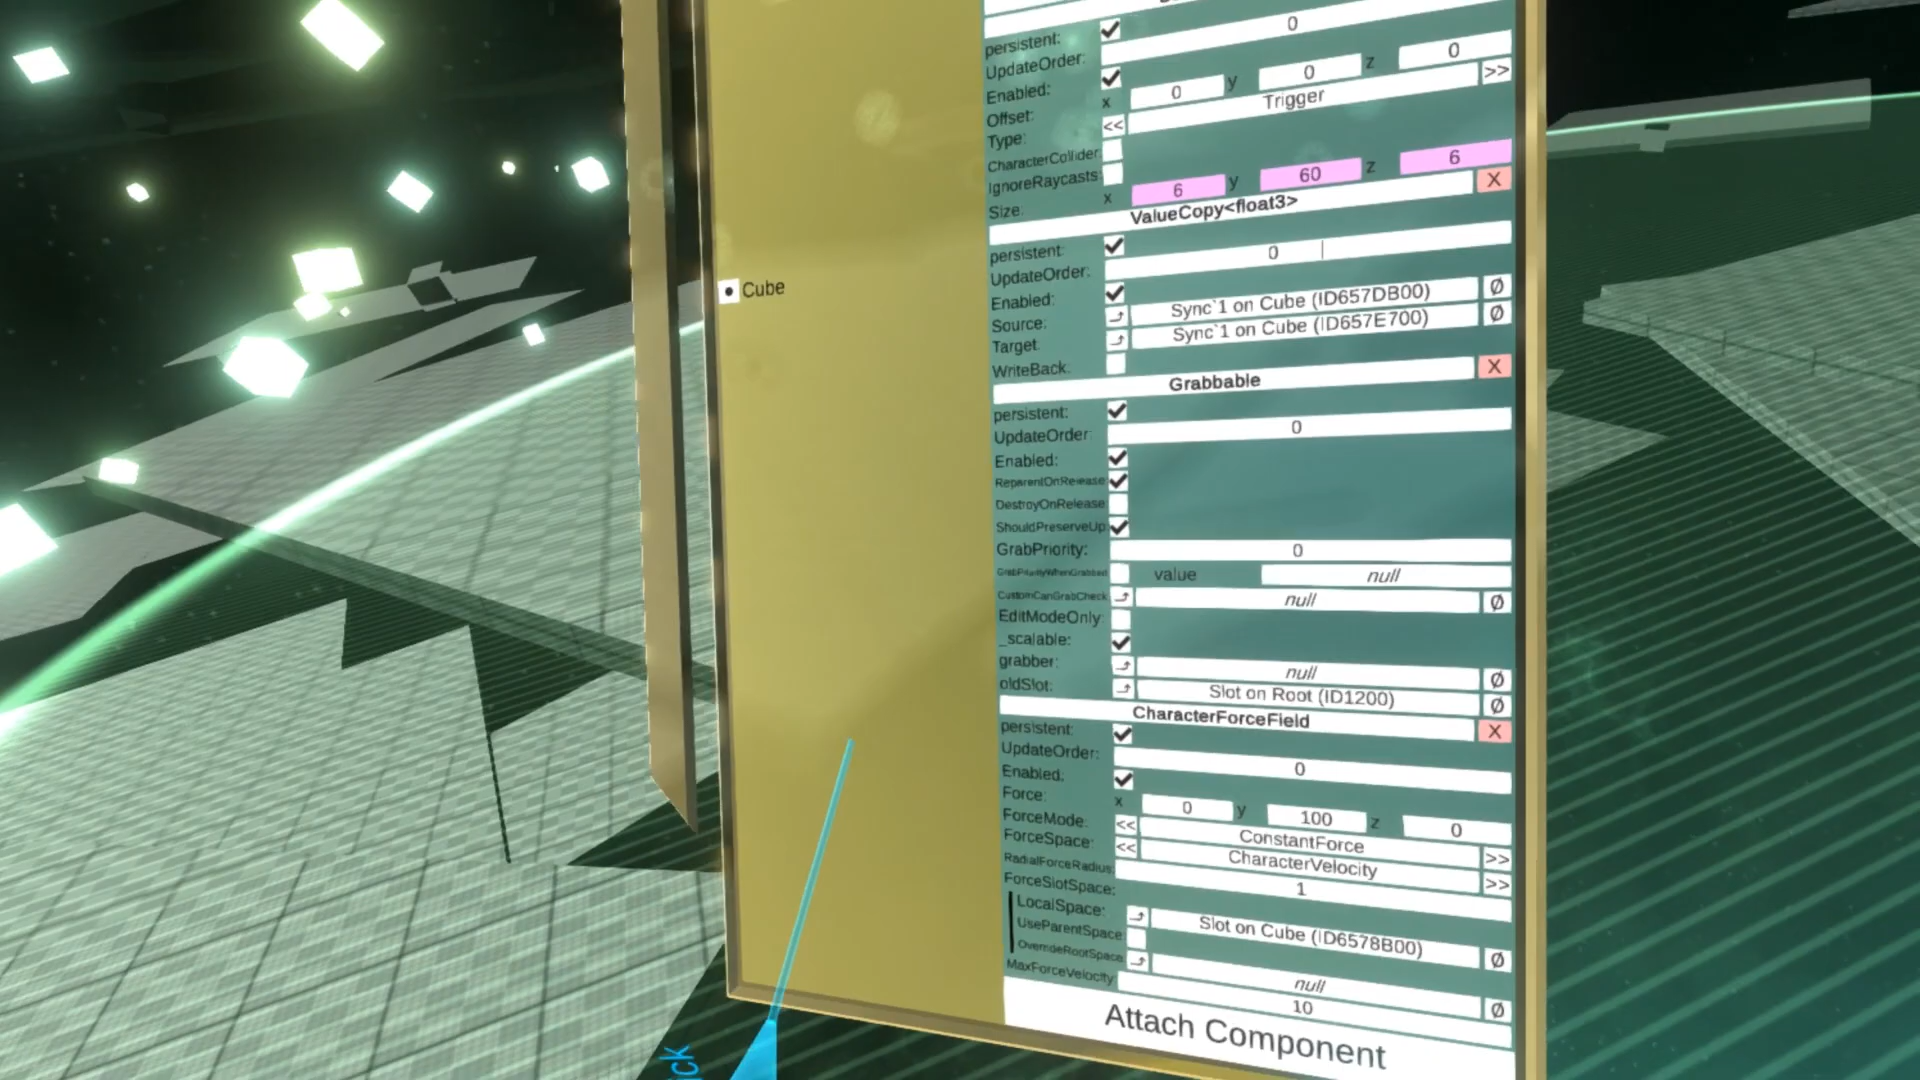 persistent:
UpdateOrder: 0
Enabled:
Offset: x 0 y 0 z 0
Type: << Trigger >>
CharacterCollider:
IgnoreRaycasts:
Size: x 6 y 60 z 6
ValueCopy<float3> X
persistent:
UpdateOrder: 0
Enabled:
Source: Sync`1 on Cube (ID657DB00) Ø
Target: Sync`1 on Cube (ID657E700) Ø
WriteBack:
Grabbable X
persistent:
UpdateOrder: 0
Enabled:
ReparentOnRelease
DestroyOnRelease
ShouldPreserveUp
GrabPriority: 0
GrabPriorityWhenGrabbed value null
CustomCanGrabCheck null Ø
EditModeOnly:
_scalable:
grabber: null Ø
oldSlot: Slot on Root (ID1200) Ø
CharacterForceField X
persistent:
UpdateOrder: 0
Enabled:
Force: x 0 y 100 z 0
ForceMode: << ConstantForce >>
ForceSpace: << CharacterVelocity >>
RadialForceRadius: 1
ForceSlotSpace:
LocalSpace: Slot on Cube (ID6578B00) Ø
UseParentSpace
OverrideRootSpace null Ø
MaxForceVelocity 10
Attach Component
Cube
ck